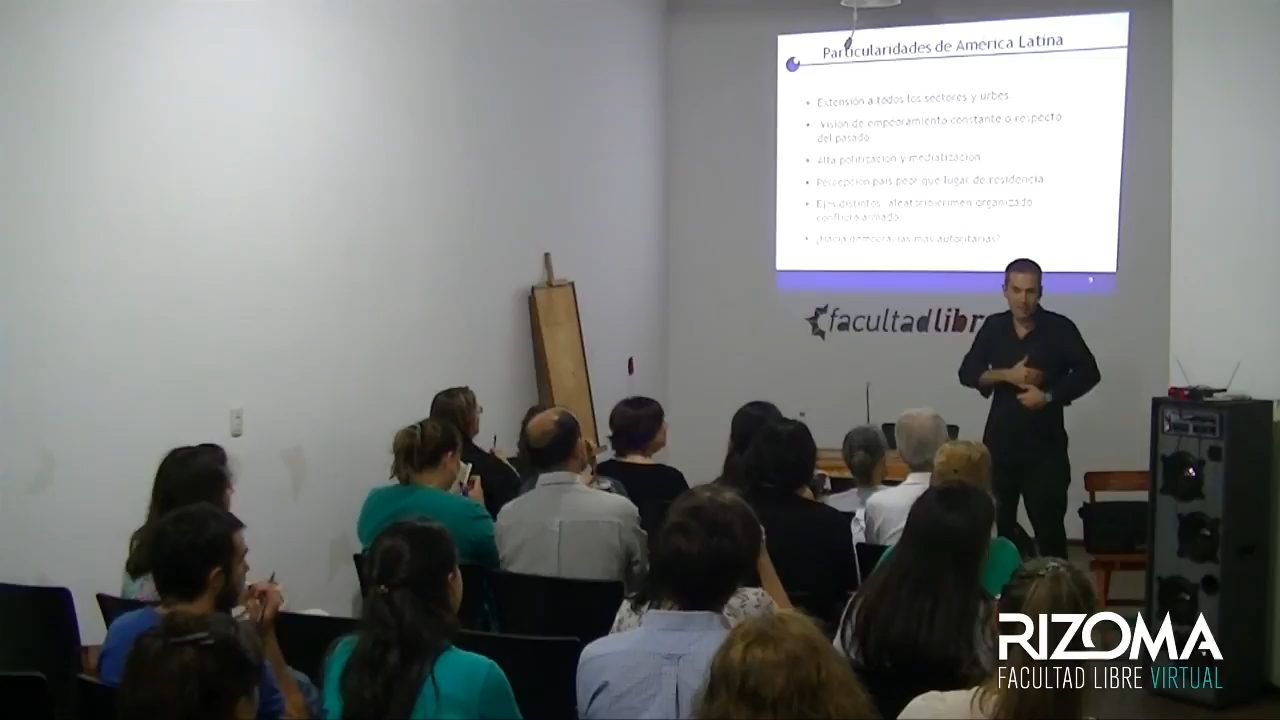 Particularidades de América Latina
Extensión a todos los sectores y urbes
Visión de empeoramiento constante o respecto
del pasado
Alta politización y mediatización
Percepción país peor que lugar de residencia
Ejes distintos: aleatorio crimen organizado
conflicto armado
¿Hacia democracias más autoritarias?
facultad libr
RIZOMA
FACULTAD LIBRE VIRTUAL